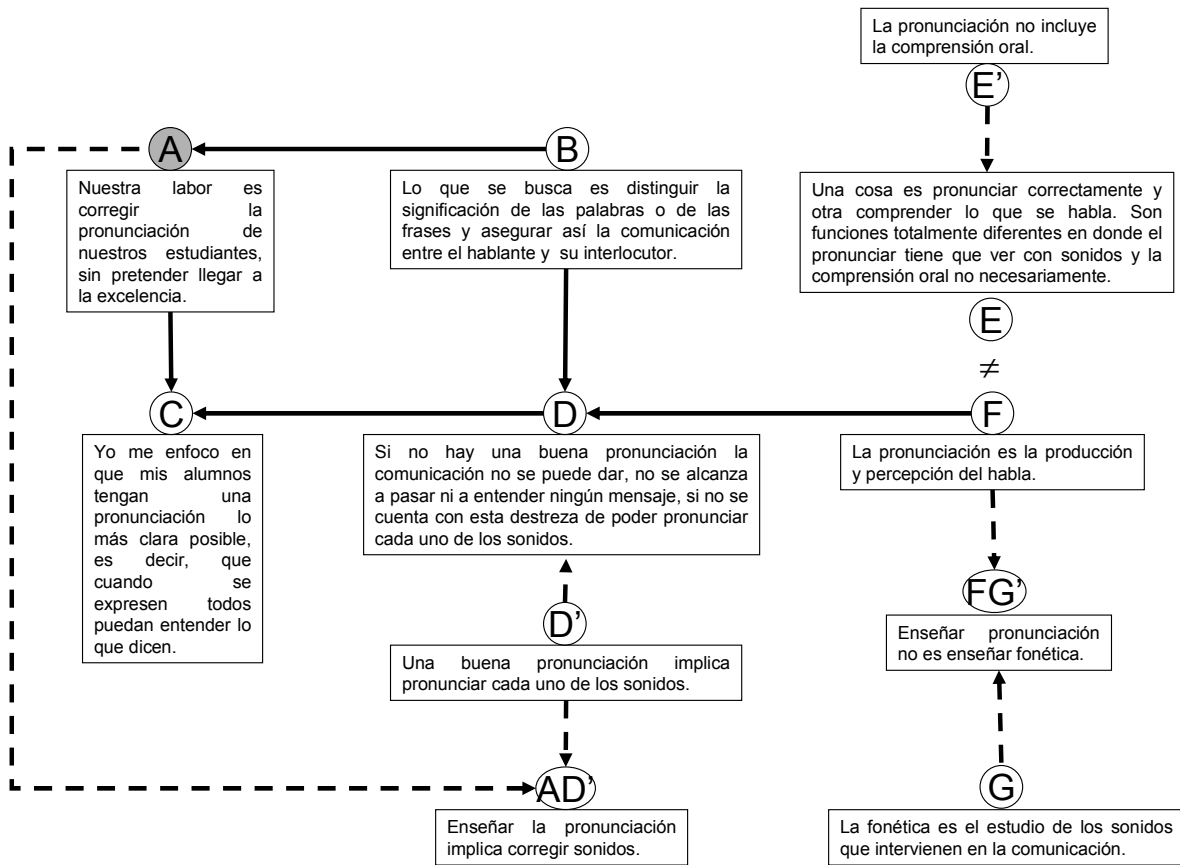 La pronunciación no incluye
la comprensión oral.
E’
A
B
Nuestra labor es
corregir la
pronunciación de
nuestros estudiantes,
sin pretender llegar a
la excelencia.
Lo que se busca es distinguir la
significación de las palabras o de las
frases y asegurar así la comunicación
entre el hablante y su interlocutor.
Una cosa es pronunciar correctamente y
otra comprender lo que se habla. Son
funciones totalmente diferentes en donde el
pronunciar tiene que ver con sonidos y la
comprensión oral no necesariamente.
E
≠
C
D
F
Yo me enfoco en
que mis alumnos
tengan una
pronunciación lo
más clara posible,
es decir, que
cuando se
expresen todos
puedan entender lo
que dicen.
Si no hay una buena pronunciación la
comunicación no se puede dar, no se alcanza
a pasar ni a entender ningún mensaje, si no se
cuenta con esta destreza de poder pronunciar
cada uno de los sonidos.
La pronunciación es la producción
y percepción del habla.
FG’
D’
Enseñar pronunciación
no es enseñar fonética.
Una buena pronunciación implica
pronunciar cada uno de los sonidos.
AD’
G
Enseñar la pronunciación
implica corregir sonidos.
La fonética es el estudio de los sonidos
que intervienen en la comunicación.